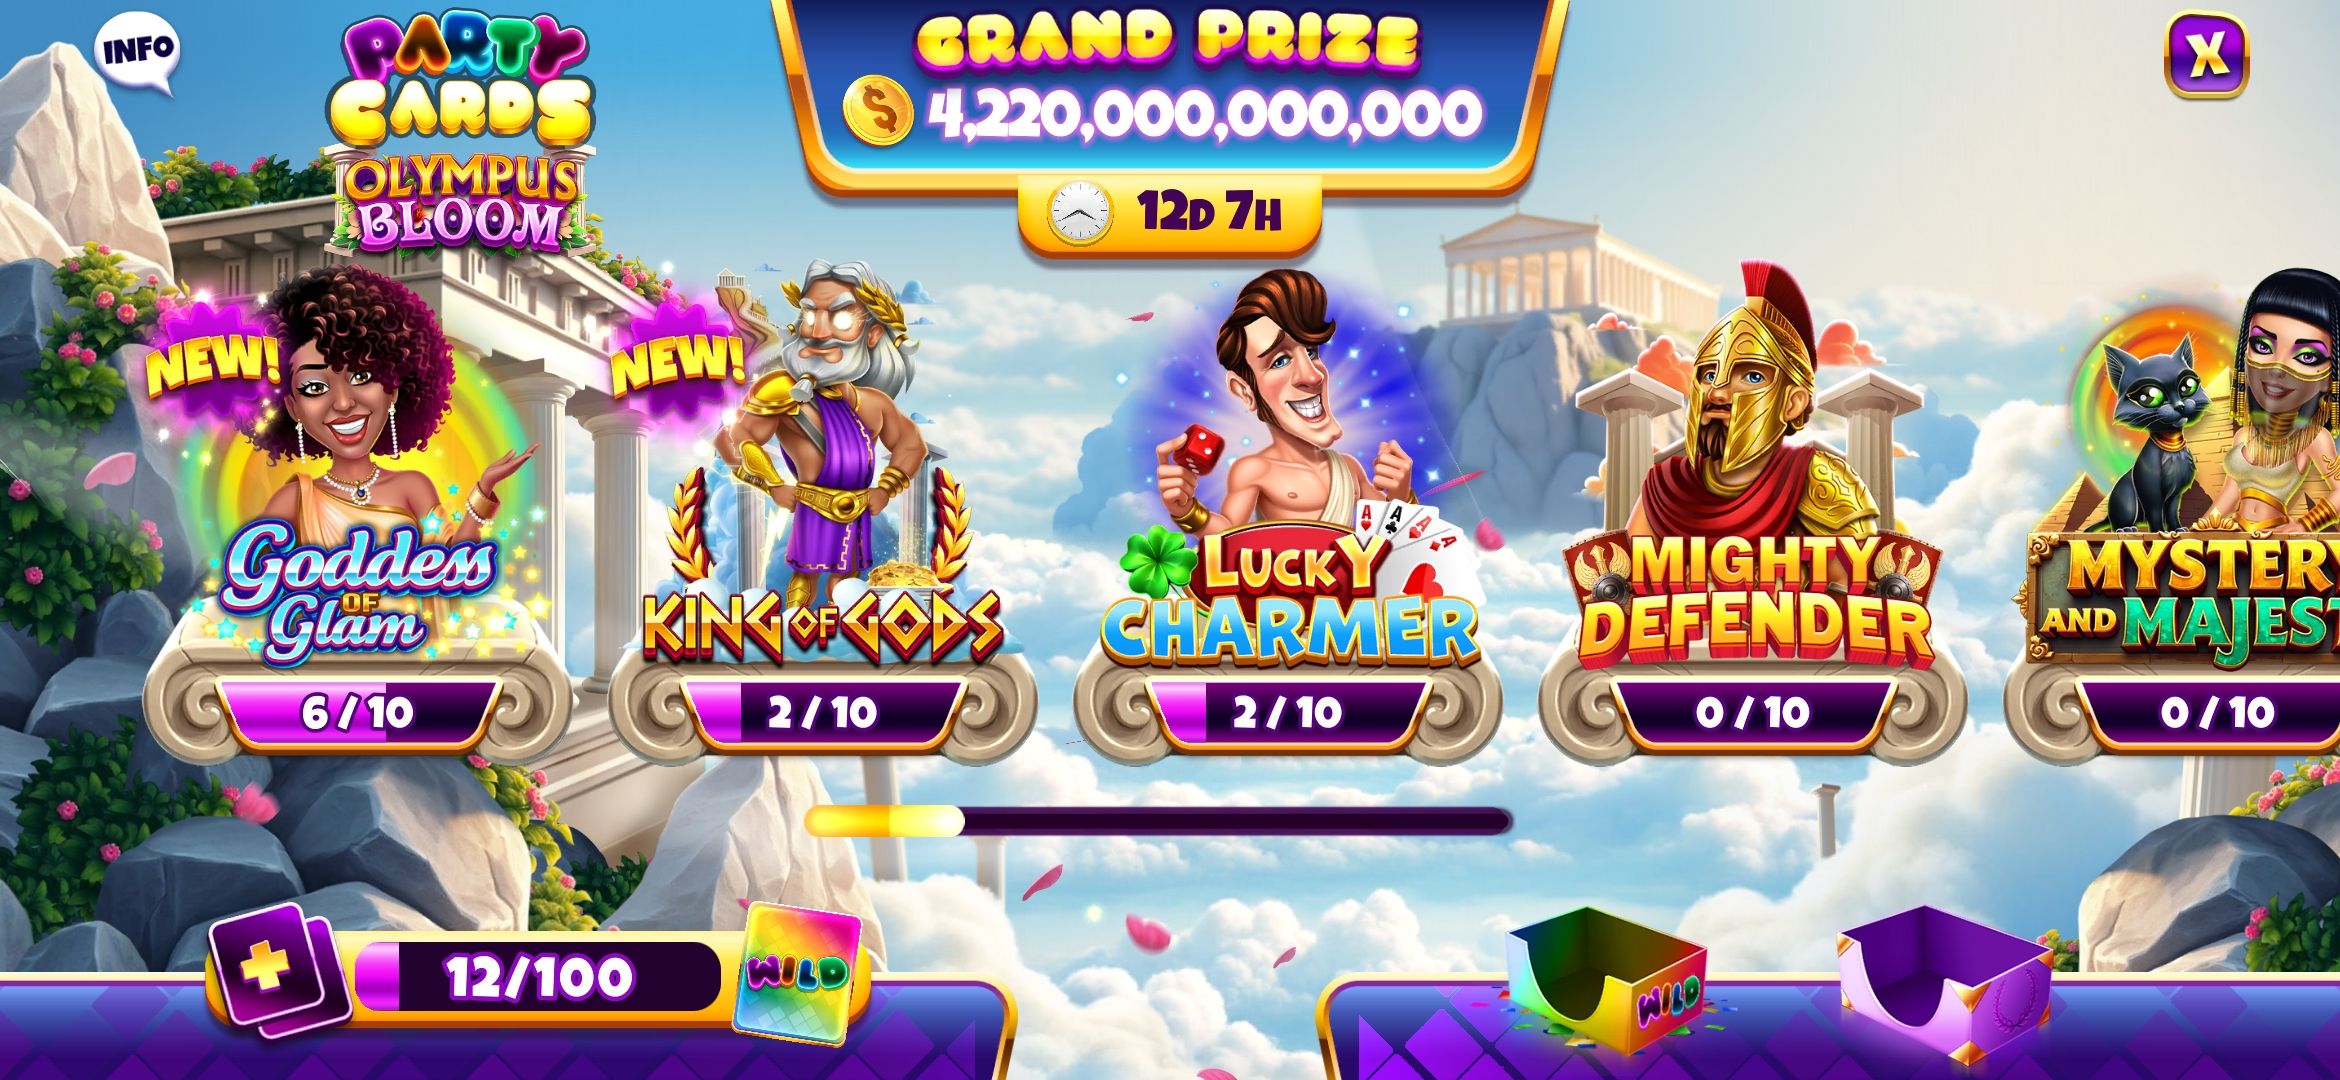 INFO
PARTY
CARDS
OLYMPUS
BLOOM
GRAND PRIZE
$ 4,220,000,000,000
12D 7H
X
NEW!
GODDESS
OF
GLAM
6 / 10
NEW!
KING OF GODS
2 / 10
A A A A
LUCKY
CHARMER
2 / 10
MIGHTY
DEFENDER
0 / 10
MYSTERY
AND MAJEST
0 / 10
12/100
WILD
WILD